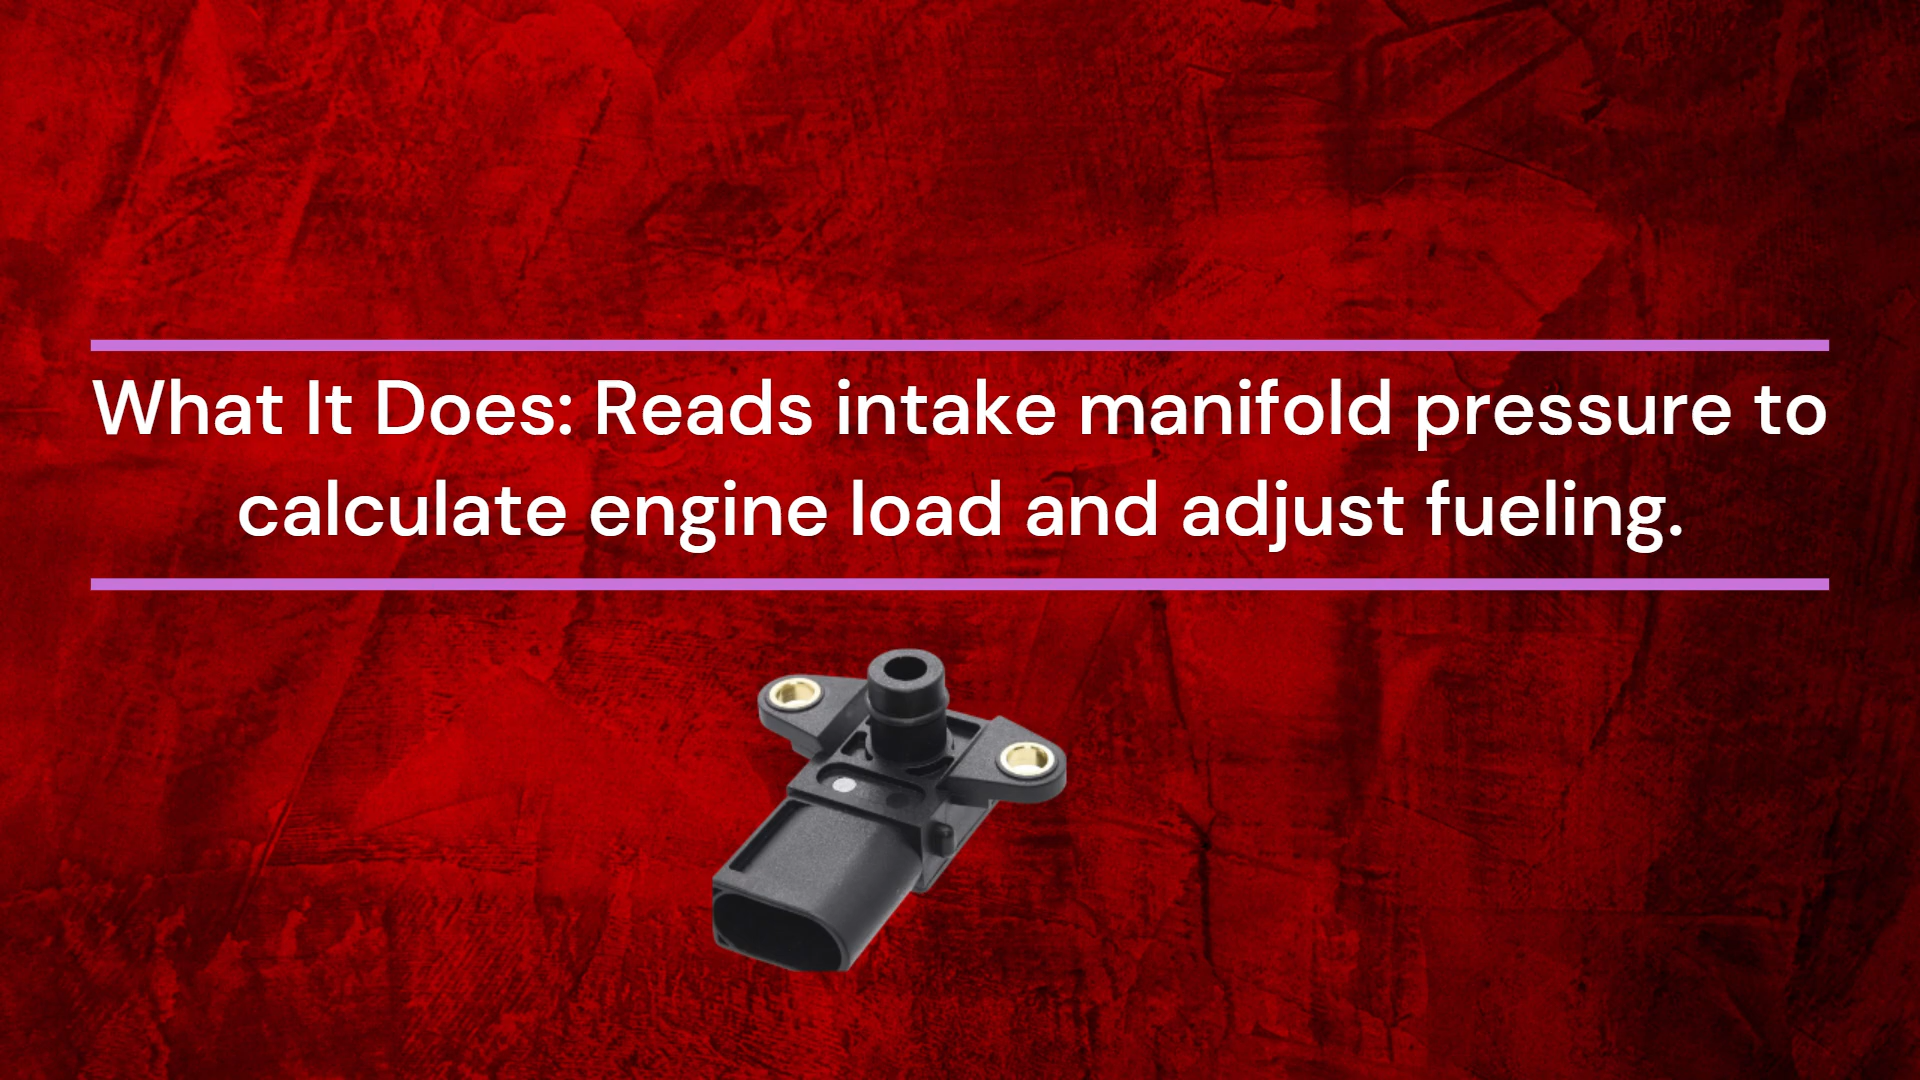 What It Does: Reads intake manifold pressure to
calculate engine load and adjust fueling.